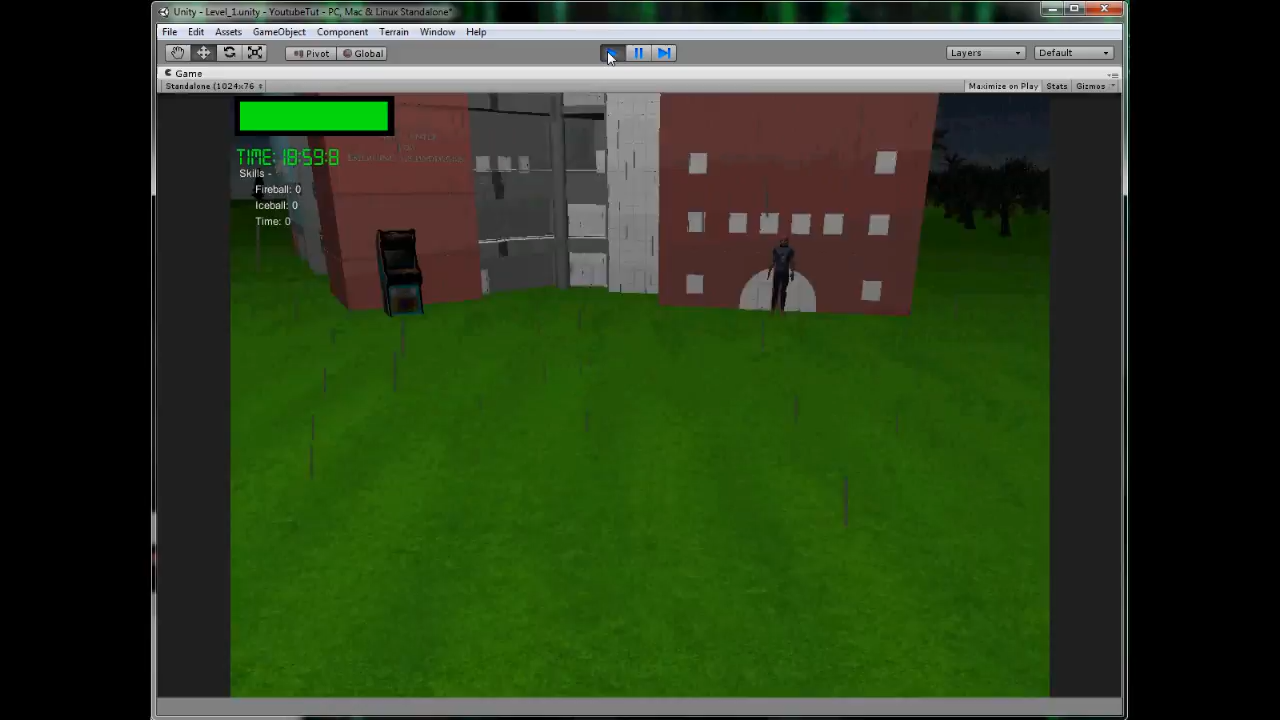 Unity - Level_1.unity - YoutubeTut - PC, Mac & Linux Standalone*
File Edit Assets GameObject Component Terrain Window Help
Pivot Global Layers Default
Game
Standalone (1024x76 Maximize on Play Stats Gizmos
TIME: 18:59:8
Skills -
Fireball: 0
Iceball: 0
Time: 0